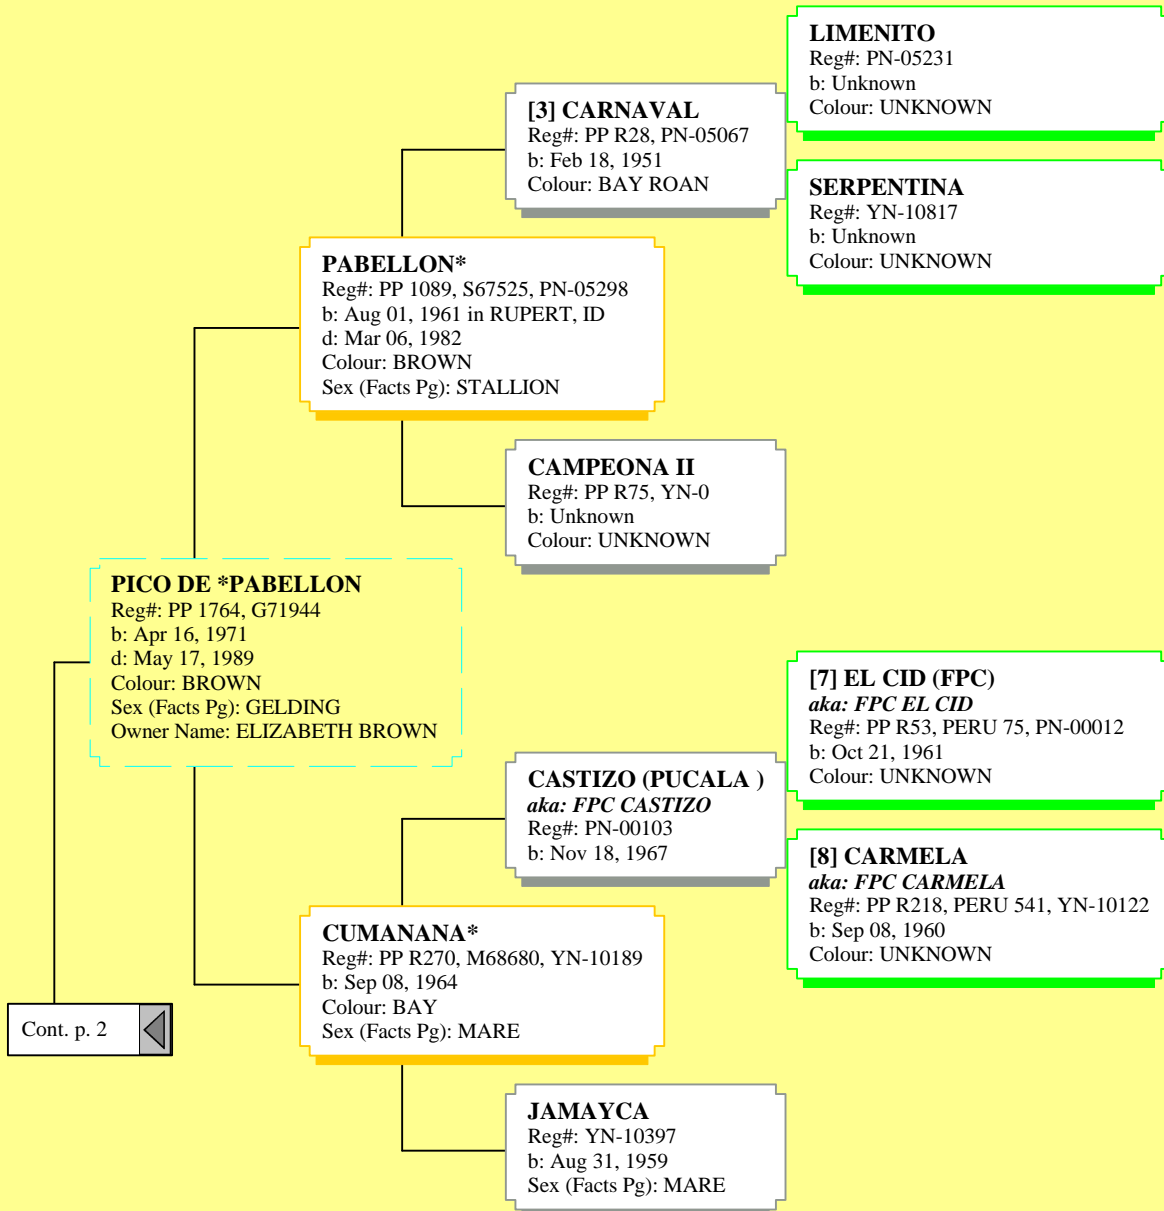 LIMENITO
Reg#: PN-05231
b: Unknown
Colour: UNKNOWN
[3] CARNAVAL
Reg#: PP R28, PN-05067
b: Feb 18, 1951
Colour: BAY ROAN
SERPENTINA
Reg#: YN-10817
b: Unknown
Colour: UNKNOWN
PABELLON*
Reg#: PP 1089, S67525, PN-05298
b: Aug 01, 1961 in RUPERT, ID
d: Mar 06, 1982
Colour: BROWN
Sex (Facts Pg): STALLION
CAMPEONA II
Reg#: PP R75, YN-0
b: Unknown
Colour: UNKNOWN
PICO DE *PABELLON
Reg#: PP 1764, G71944
b: Apr 16, 1971
d: May 17, 1989
Colour: BROWN
Sex (Facts Pg): GELDING
Owner Name: ELIZABETH BROWN
[7] EL CID (FPC)
aka: FPC EL CID
Reg#: PP R53, PERU 75, PN-00012
b: Oct 21, 1961
Colour: UNKNOWN
CASTIZO (PUCALA )
aka: FPC CASTIZO
Reg#: PN-00103
b: Nov 18, 1967
[8] CARMELA
aka: FPC CARMELA
Reg#: PP R218, PERU 541, YN-10122
b: Sep 08, 1960
Colour: UNKNOWN
CUMANANA*
Reg#: PP R270, M68680, YN-10189
b: Sep 08, 1964
Colour: BAY
Sex (Facts Pg): MARE
Cont. p. 2
JAMAYCA
Reg#: YN-10397
b: Aug 31, 1959
Sex (Facts Pg): MARE